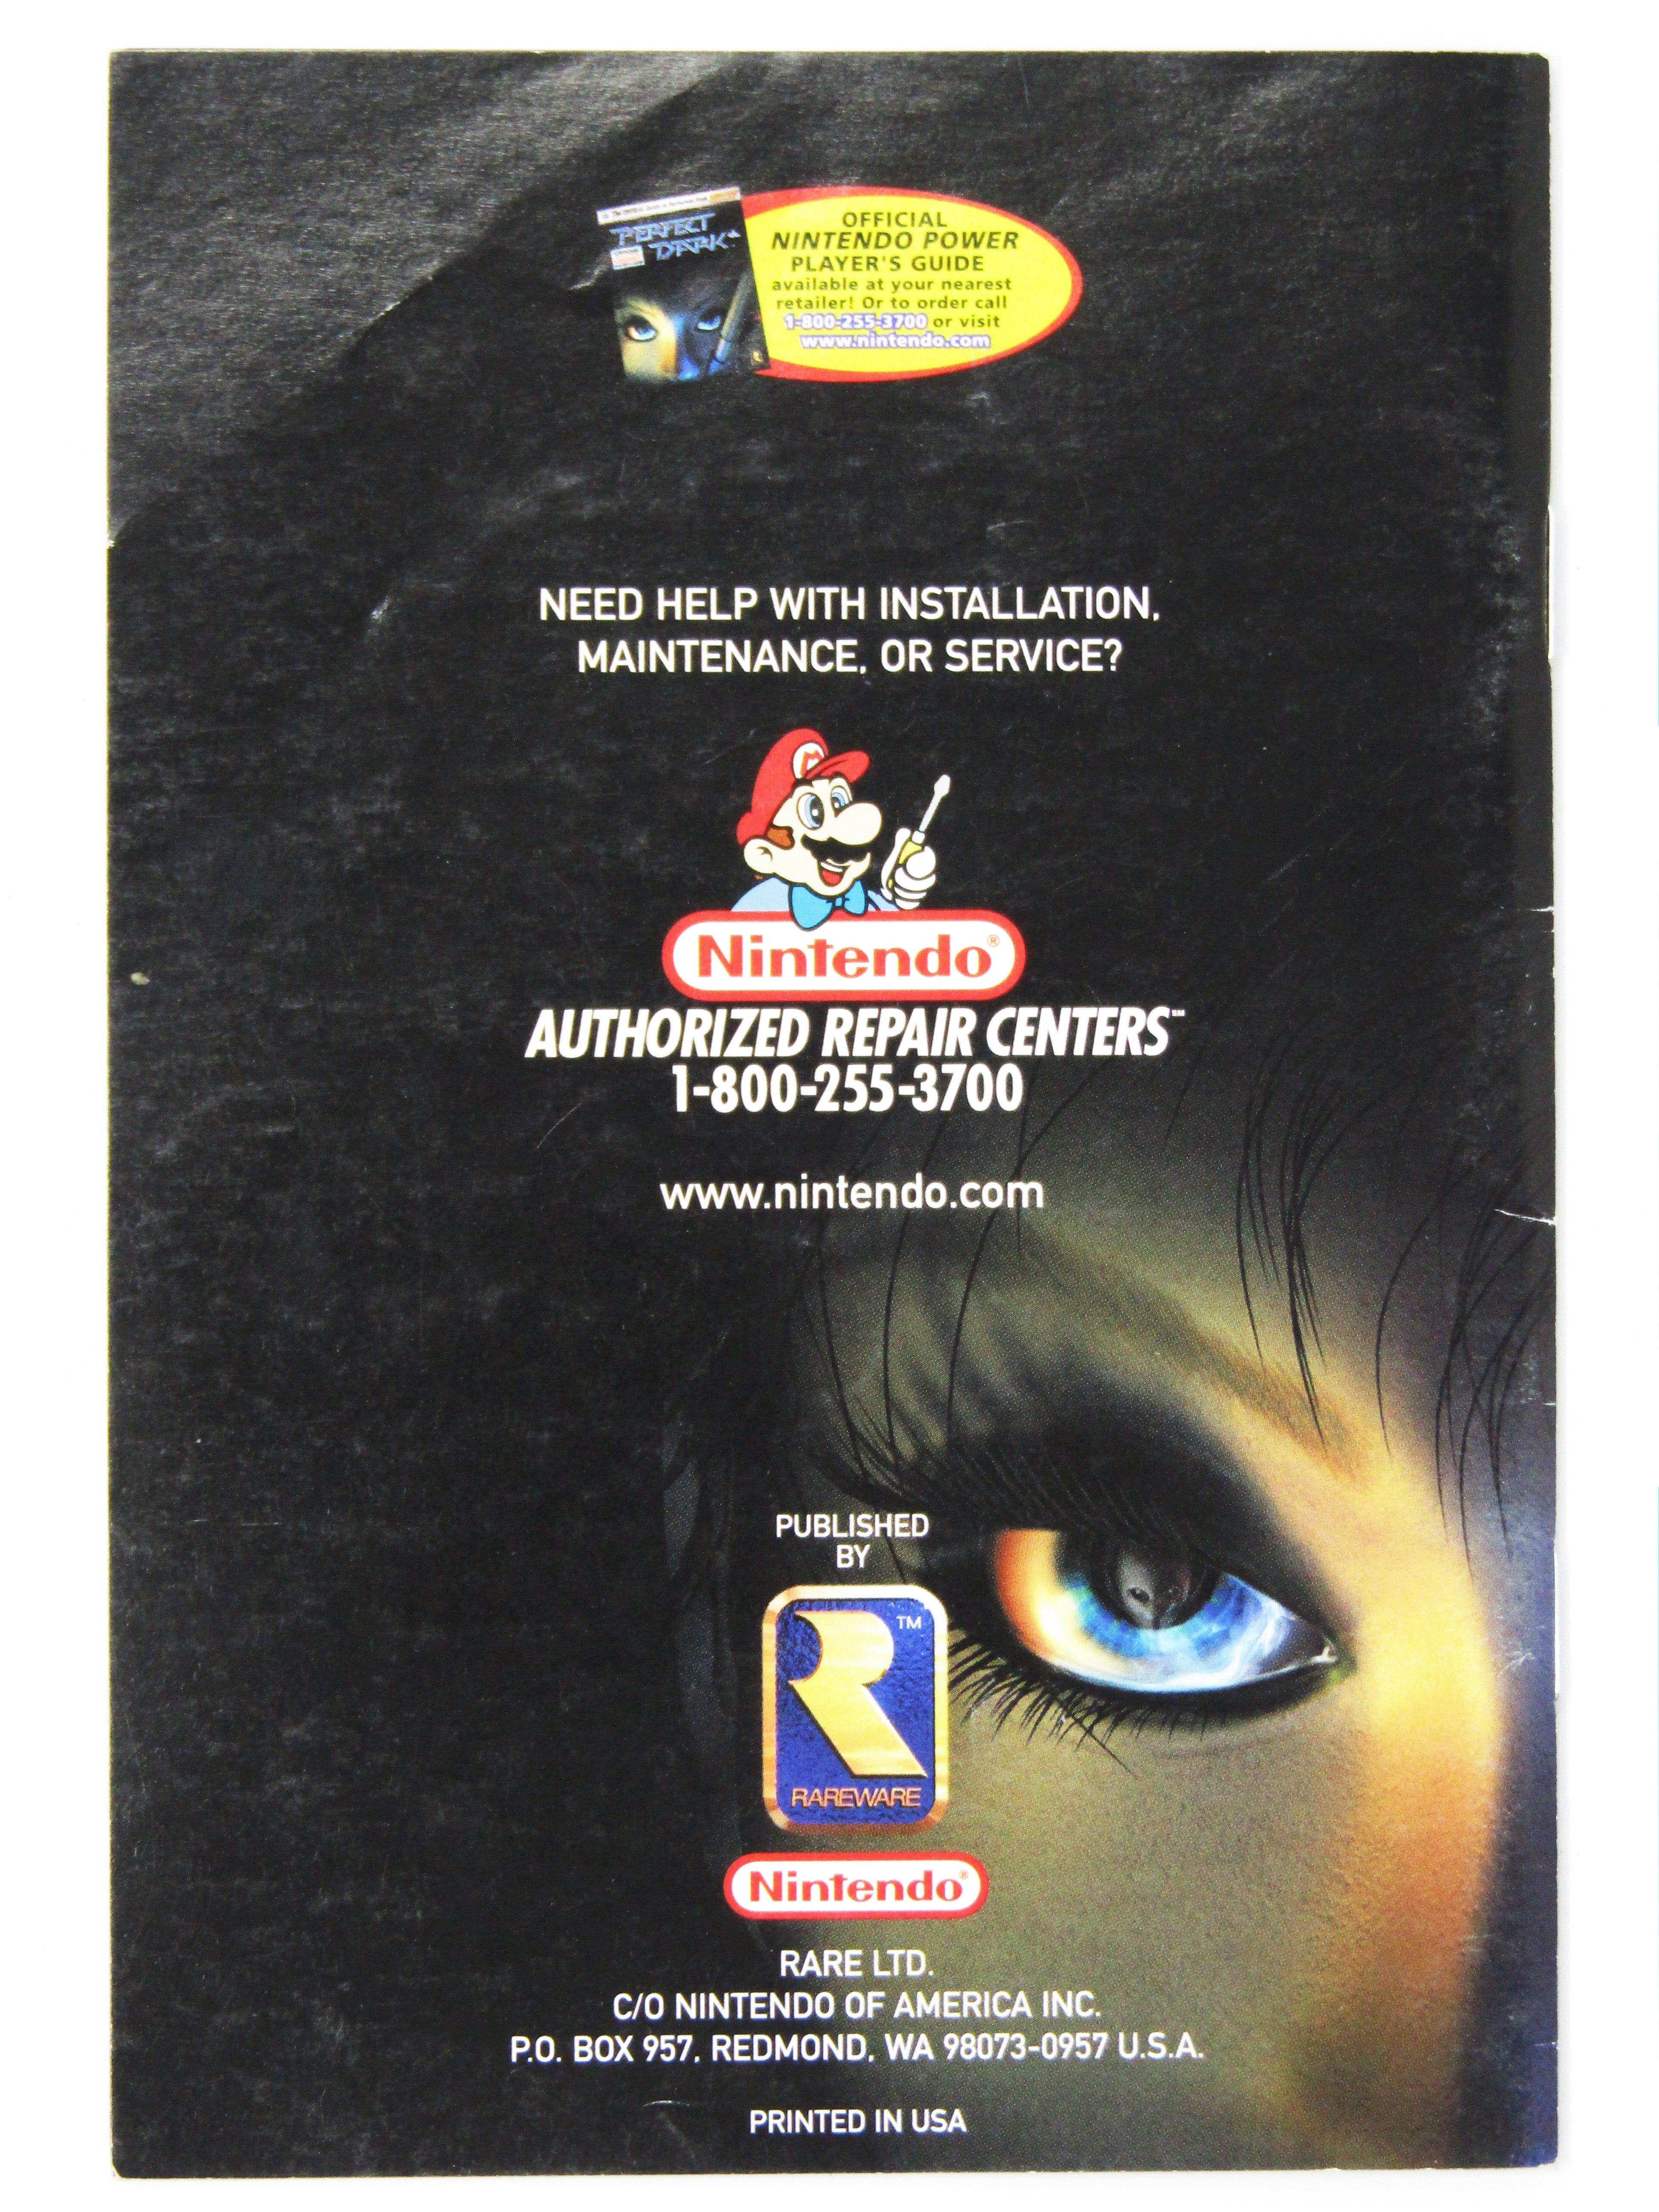 PERFECT
DARK
OFFICIAL
NINTENDO POWER
PLAYER'S GUIDE
available at your nearest
retailer! Or to order call
1-800-255-3700 or visit
www.nintendo.com
NEED HELP WITH INSTALLATION,
MAINTENANCE, OR SERVICE?
M
Nintendo®
AUTHORIZED REPAIR CENTERS℠
1-800-255-3700
www.nintendo.com
PUBLISHED
BY
TM
RAREWARE
Nintendo®
RARE LTD.
C/O NINTENDO OF AMERICA INC.
P.O. BOX 957, REDMOND, WA 98073-0957 U.S.A.
PRINTED IN USA